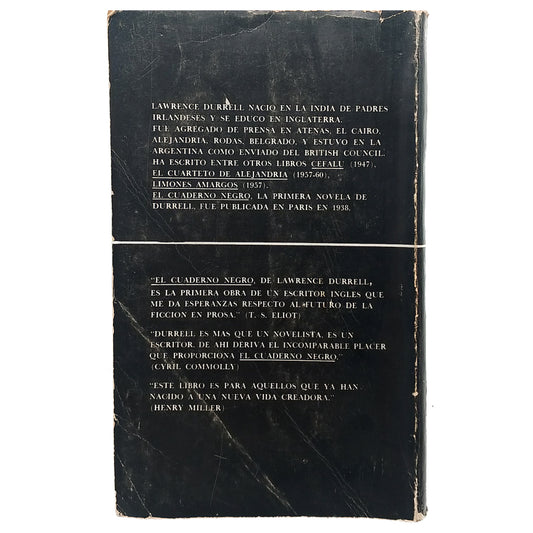 LAWRENCE DURRELL NACIO EN LA INDIA DE PADRES
IRLANDESES Y SE EDUCO EN INGLATERRA.
FUE AGREGADO DE PRENSA EN ATENAS, EL CAIRO,
ALEJANDRIA, RODAS, BELGRADO, Y ESTUVO EN LA
ARGENTINA COMO ENVIADO DEL BRITISH COUNCIL.
HA ESCRITO ENTRE OTROS LIBROS CEFALU (1947),
EL CUARTETO DE ALEJANDRIA (1957-60),
LIMONES AMARGOS (1957).
EL CUADERNO NEGRO, LA PRIMERA NOVELA DE
DURRELL, FUE PUBLICADA EN PARIS EN 1938.
"EL CUADERNO NEGRO, DE LAWRENCE DURRELL,
ES LA PRIMERA OBRA DE UN ESCRITOR INGLES QUE
ME DA ESPERANZAS RESPECTO AL FUTURO DE LA
FICCION EN PROSA." (T. S. ELIOT)
"DURRELL ES MAS QUE UN NOVELISTA, ES UN
ESCRITOR. DE AHI DERIVA EL INCOMPARABLE PLACER
QUE PROPORCIONA EL CUADERNO NEGRO."
(CYRIL COMMOLLY)
"ESTE LIBRO ES PARA AQUELLOS QUE YA HAN
NACIDO A UNA NUEVA VIDA CREADORA."
(HENRY MILLER)